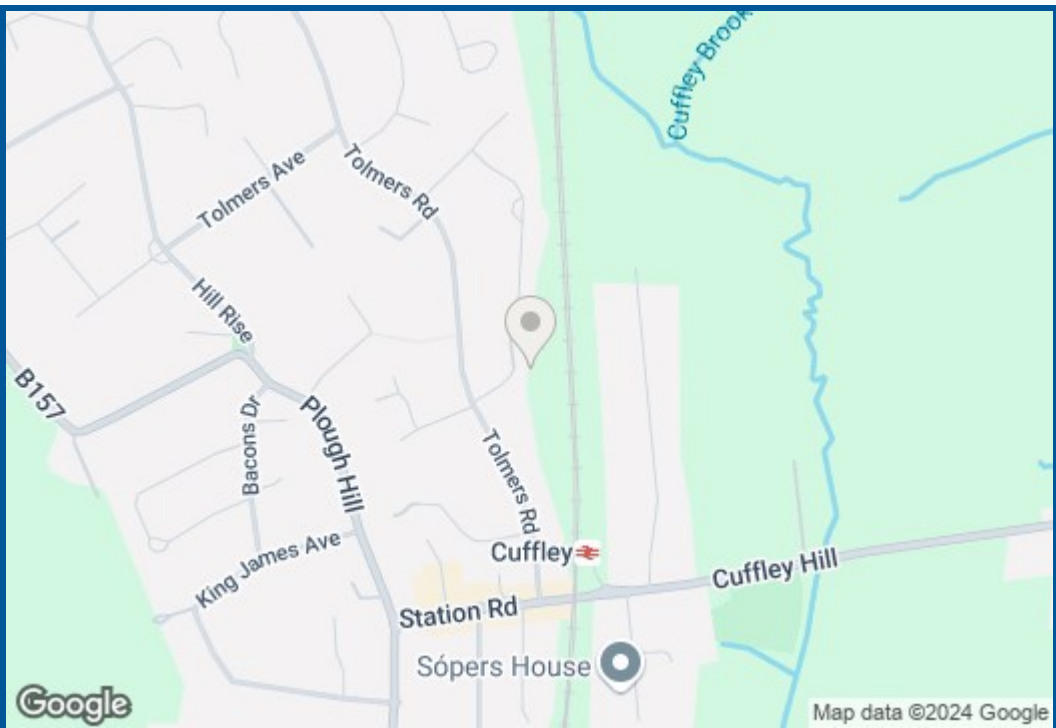 Cuffley Brook
Tolmers Ave
Tolmers Rd
Hill Rise
B157
Bacons Dr
Plough Hill
Tolmers Rd
King James Ave
Cuffley
Cuffley Hill
Station Rd
Sópers House
Google
Map data ©2024 Google